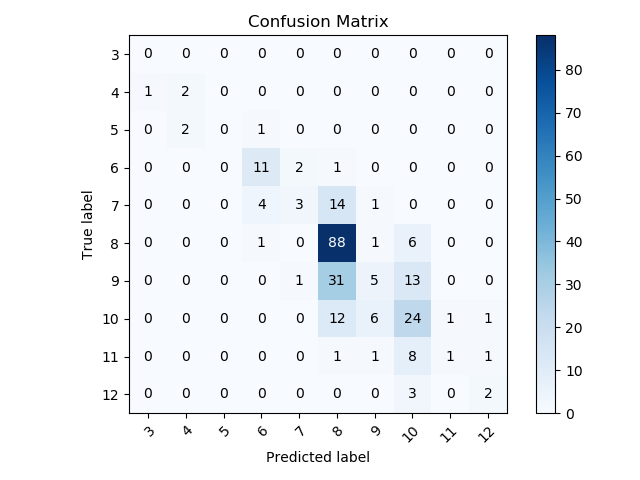 Confusion Matrix
3 0 0 0 0 0 0 0 0 0 0
4 1 2 0 0 0 0 0 0 0 0
5 0 2 0 1 0 0 0 0 0 0
6 0 0 0 11 2 1 0 0 0 0
7 0 0 0 4 3 14 1 0 0 0
8 0 0 0 1 0 88 1 6 0 0
9 0 0 0 0 1 31 5 13 0 0
10 0 0 0 0 0 12 6 24 1 1
11 0 0 0 0 0 1 1 8 1 1
12 0 0 0 0 0 0 0 3 0 2
3 4 5 6 7 8 9 10 11 12
True label
Predicted label
80
70
60
50
40
30
20
10
0